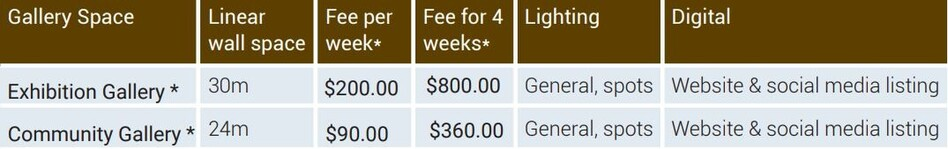 Gallery Space Linear wall space Fee per week* Fee for 4 weeks* Lighting Digital
Exhibition Gallery * 30m $200.00 $800.00 General, spots Website & social media listing
Community Gallery * 24m $90.00 $360.00 General, spots Website & social media listing